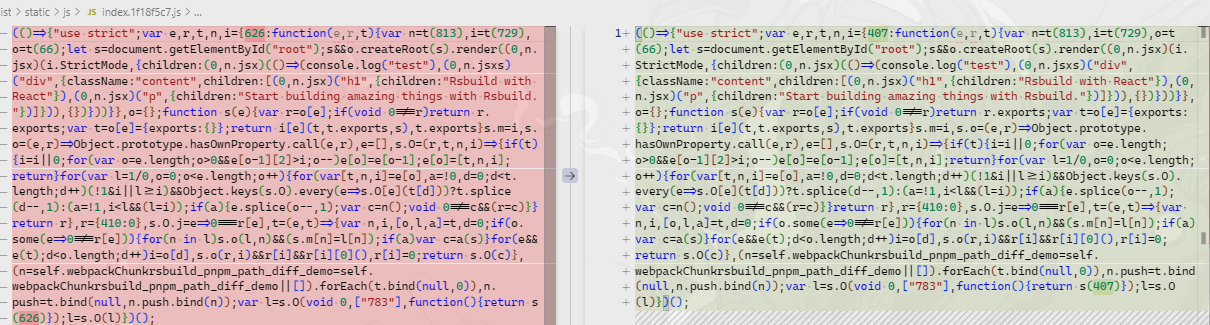 ist > static > js > JS index.1f18f5c7.js > ...
(()=>{"use strict";var e,r,t,n,i={626:function(e,r,t){var n=t(813),i=t(729),
o=t(66);let s=document.getElementById("root");s&&o.createRoot(s).render((0,n.
jsx)(i.StrictMode,{children:(0,n.jsx)(()=>(console.log("test"),(0,n.jsxs)
("div",{className:"content",children:[(0,n.jsx)("h1",{children:"Rsbuild with
React"}),(0,n.jsx)("p",{children:"Start building amazing things with Rsbuild.
"})]})),{})}))}},o={};function s(e){var r=o[e];if(void 0!==r)return r.
exports;var t=o[e]={exports:{}};return i[e](t,t.exports,s),t.exports}s.m=i,s.
o=(e,r)=>Object.prototype.hasOwnProperty.call(e,r),e=[],s.O=(r,t,n,i)=>{if(t)
{i=i||0;for(var o=e.length;o>0&&e[o-1][2]>i;o--)e[o]=e[o-1];e[o]=[t,n,i];
return}for(var l=1/0,o=0;o<e.length;o++){for(var[t,n,i]=e[o],a=!0,d=0;d<t.
length;d++)(!1&i||l>=i)&&Object.keys(s.O).every(e=>s.O[e](t[d]))?t.splice
(d--,1):(a=!1,i<l&&(l=i));if(a){e.splice(o--,1);var c=n();void 0!==c&&(r=c)}}
return r},r={410:0},s.O.j=e=>0===r[e],t=(e,t)=>{var n,i,[o,l,a]=t,d=0;if(o.
some(e=>0!==r[e])){for(n in l)s.o(l,n)&&(s.m[n]=l[n]);if(a)var c=a(s)}for(e&&
e(t);d<o.length;d++)i=o[d],s.o(r,i)&&r[i]&&r[i][0](),r[i]=0;return s.O(c)},
(n=self.webpackChunkrsbuild_pnpm_path_diff_demo=self.
webpackChunkrsbuild_pnpm_path_diff_demo||[]).forEach(t.bind(null,0)),n.
push=t.bind(null,n.push.bind(n));var l=s.O(void 0,["783"],function(){return s
(626)});l=s.O(l)})();
1+ (()=>{"use strict";var e,r,t,n,i={407:function(e,r,t){var n=t(813),i=t(729),o=t
(66);let s=document.getElementById("root");s&&o.createRoot(s).render((0,n.jsx)(i.
StrictMode,{children:(0,n.jsx)(()=>(console.log("test"),(0,n.jsxs)("div",
{className:"content",children:[(0,n.jsx)("h1",{children:"Rsbuild with React"}),(0,
n.jsx)("p",{children:"Start building amazing things with Rsbuild."})]})),{})}))}},
o={};function s(e){var r=o[e];if(void 0!==r)return r.exports;var t=o[e]={exports:
{}};return i[e](t,t.exports,s),t.exports}s.m=i,s.o=(e,r)=>Object.prototype.
hasOwnProperty.call(e,r),e=[],s.O=(r,t,n,i)=>{if(t){i=i||0;for(var o=e.length;
o>0&&e[o-1][2]>i;o--)e[o]=e[o-1];e[o]=[t,n,i];return}for(var l=1/0,o=0;o<e.length;
o++){for(var[t,n,i]=e[o],a=!0,d=0;d<t.length;d++)(!1&i||l>=i)&&Object.keys(s.O).
every(e=>s.O[e](t[d]))?t.splice(d--,1):(a=!1,i<l&&(l=i));if(a){e.splice(o--,1);
var c=n();void 0!==c&&(r=c)}}return r},r={410:0},s.O.j=e=>0===r[e],t=(e,t)=>{var
n,i,[o,l,a]=t,d=0;if(o.some(e=>0!==r[e])){for(n in l)s.o(l,n)&&(s.m[n]=l[n]);if(a)
var c=a(s)}for(e&&e(t);d<o.length;d++)i=o[d],s.o(r,i)&&r[i]&&r[i][0](),r[i]=0;
return s.O(c)},(n=self.webpackChunkrsbuild_pnpm_path_diff_demo=self.
webpackChunkrsbuild_pnpm_path_diff_demo||[]).forEach(t.bind(null,0)),n.push=t.bind
(null,n.push.bind(n));var l=s.O(void 0,["783"],function(){return s(407)});l=s.O
(l)})();